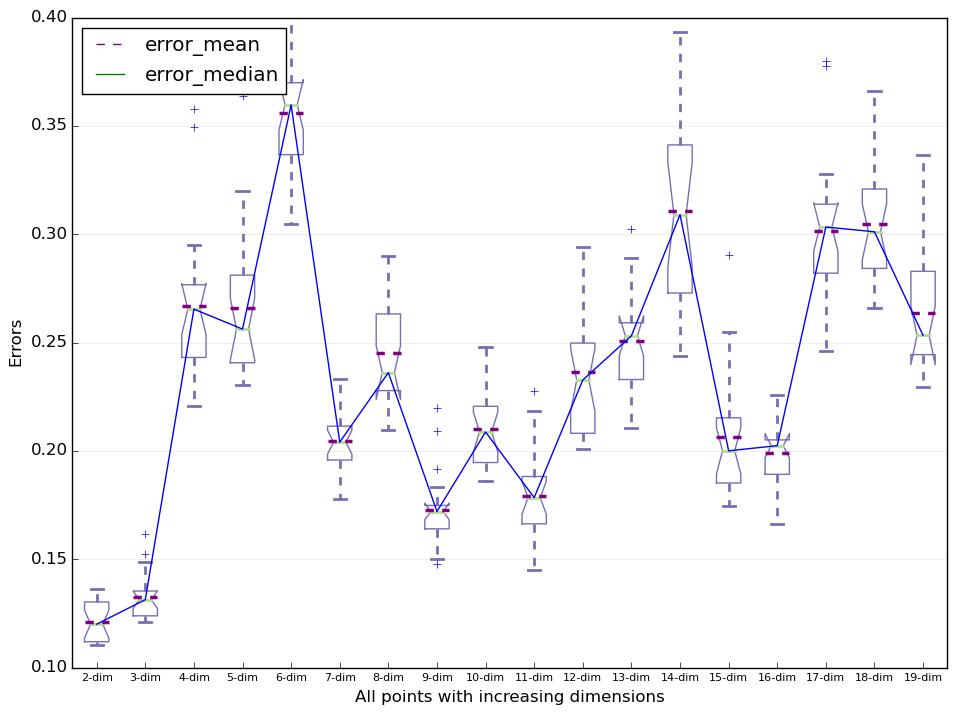 0.40
0.35
0.30
0.25
0.20
0.15
0.10
Errors
error_mean
error_median
2-dim 3-dim 4-dim 5-dim 6-dim 7-dim 8-dim 9-dim 10-dim 11-dim 12-dim 13-dim 14-dim 15-dim 16-dim 17-dim 18-dim 19-dim
All points with increasing dimensions